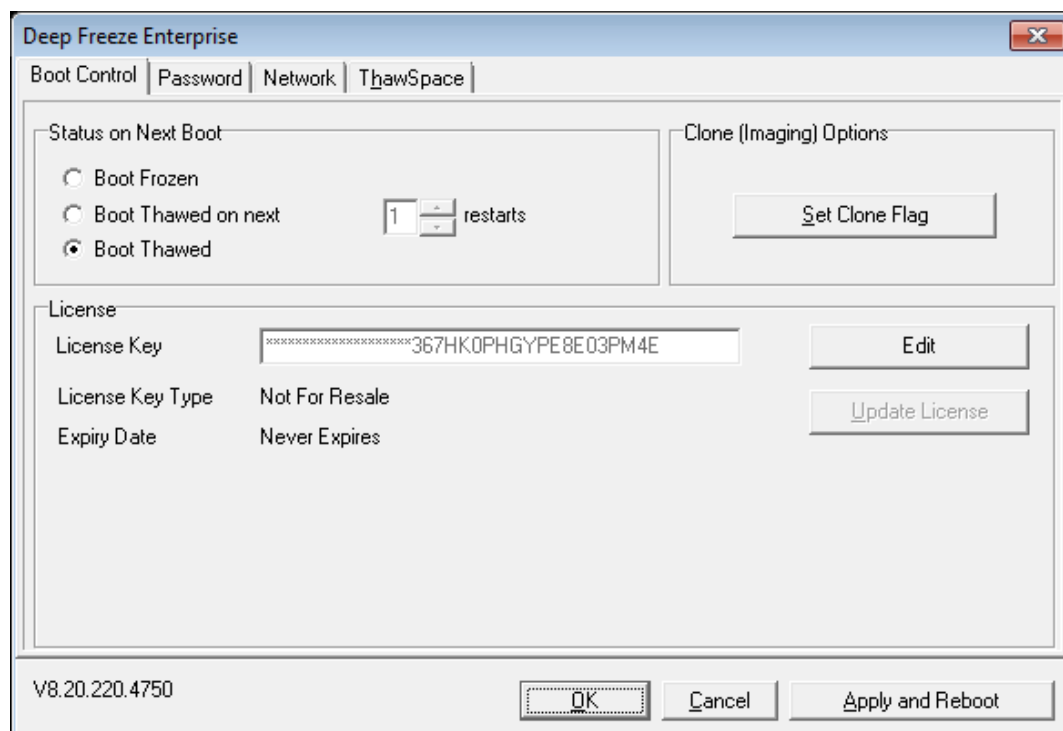 Deep Freeze Enterprise
Boot Control Password Network ThawSpace
Status on Next Boot
Boot Frozen
Boot Thawed on next 1 restarts
Boot Thawed
Clone (Imaging) Options
Set Clone Flag
License
License Key ********************367HK0PHGYPE8E03PM4E Edit
License Key Type Not For Resale
Update License
Expiry Date Never Expires
V8.20.220.4750 OK Cancel Apply and Reboot